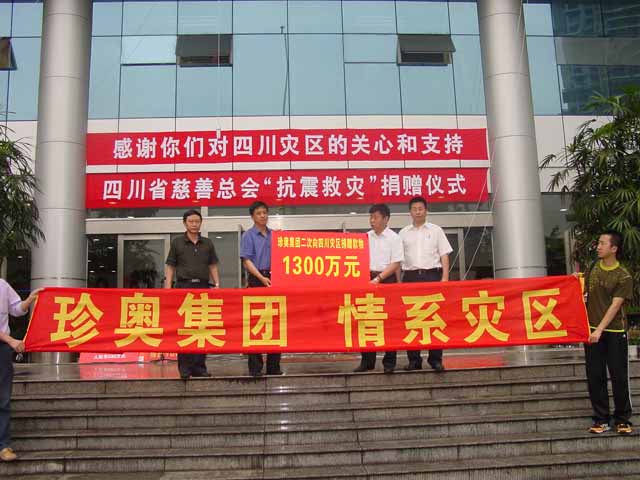 感谢你们对四川灾区的关心和支持
四川省慈善总会“抗震救灾”捐赠仪式
珍奥集团二次向四川灾区捐赠款物
1300万元
珍奥集团 情系灾区